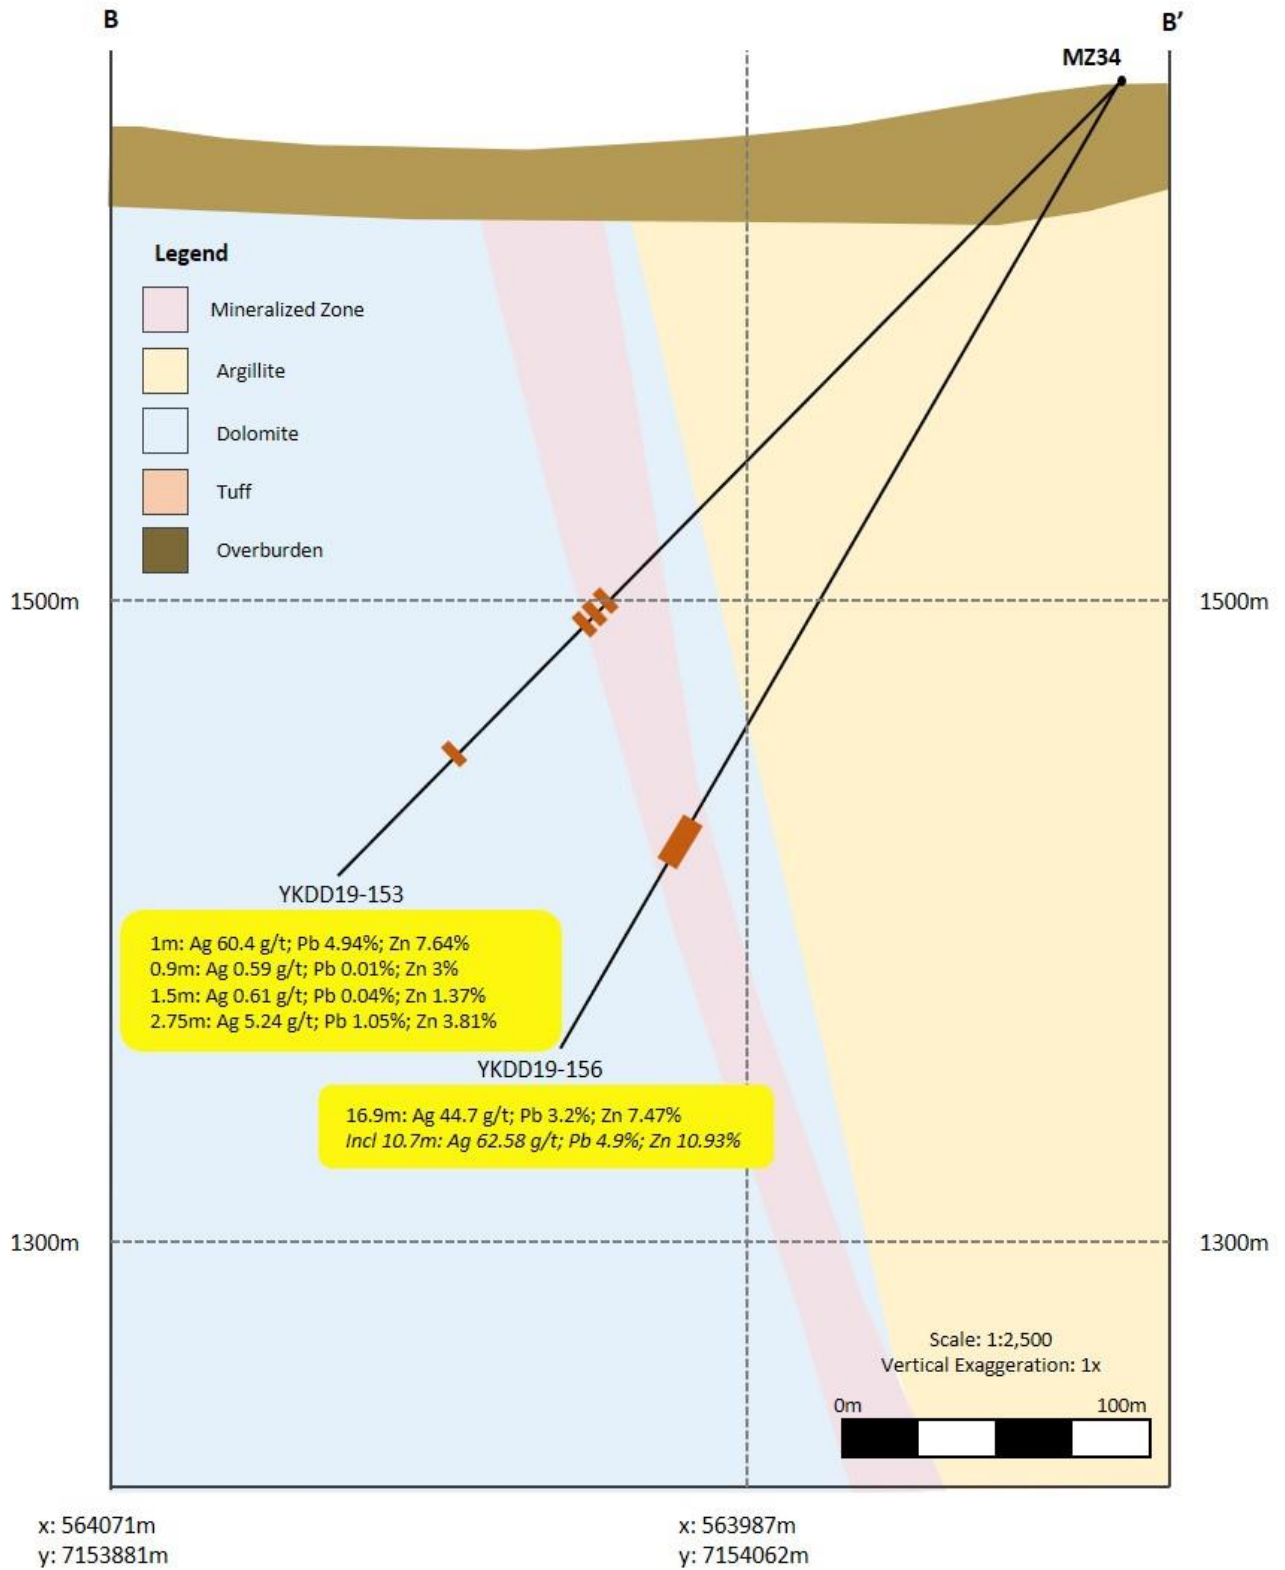 B
B'
MZ34
Legend
Mineralized Zone
Argillite
Dolomite
Tuff
Overburden
1500m
1500m
YKDD19-153
1m: Ag 60.4 g/t; Pb 4.94%; Zn 7.64%
0.9m: Ag 0.59 g/t; Pb 0.01%; Zn 3%
1.5m: Ag 0.61 g/t; Pb 0.04%; Zn 1.37%
2.75m: Ag 5.24 g/t; Pb 1.05%; Zn 3.81%
YKDD19-156
16.9m: Ag 44.7 g/t; Pb 3.2%; Zn 7.47%
Incl 10.7m: Ag 62.58 g/t; Pb 4.9%; Zn 10.93%
1300m
1300m
Scale: 1:2,500
Vertical Exaggeration: 1x
0m
100m
x: 564071m
y: 7153881m
x: 563987m
y: 7154062m